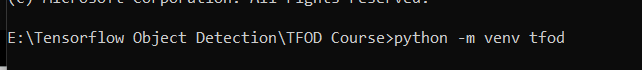 (c) Microsoft Corporation. All rights reserved.
E:\Tensorflow Object Detection\TFOD Course>python -m venv tfod